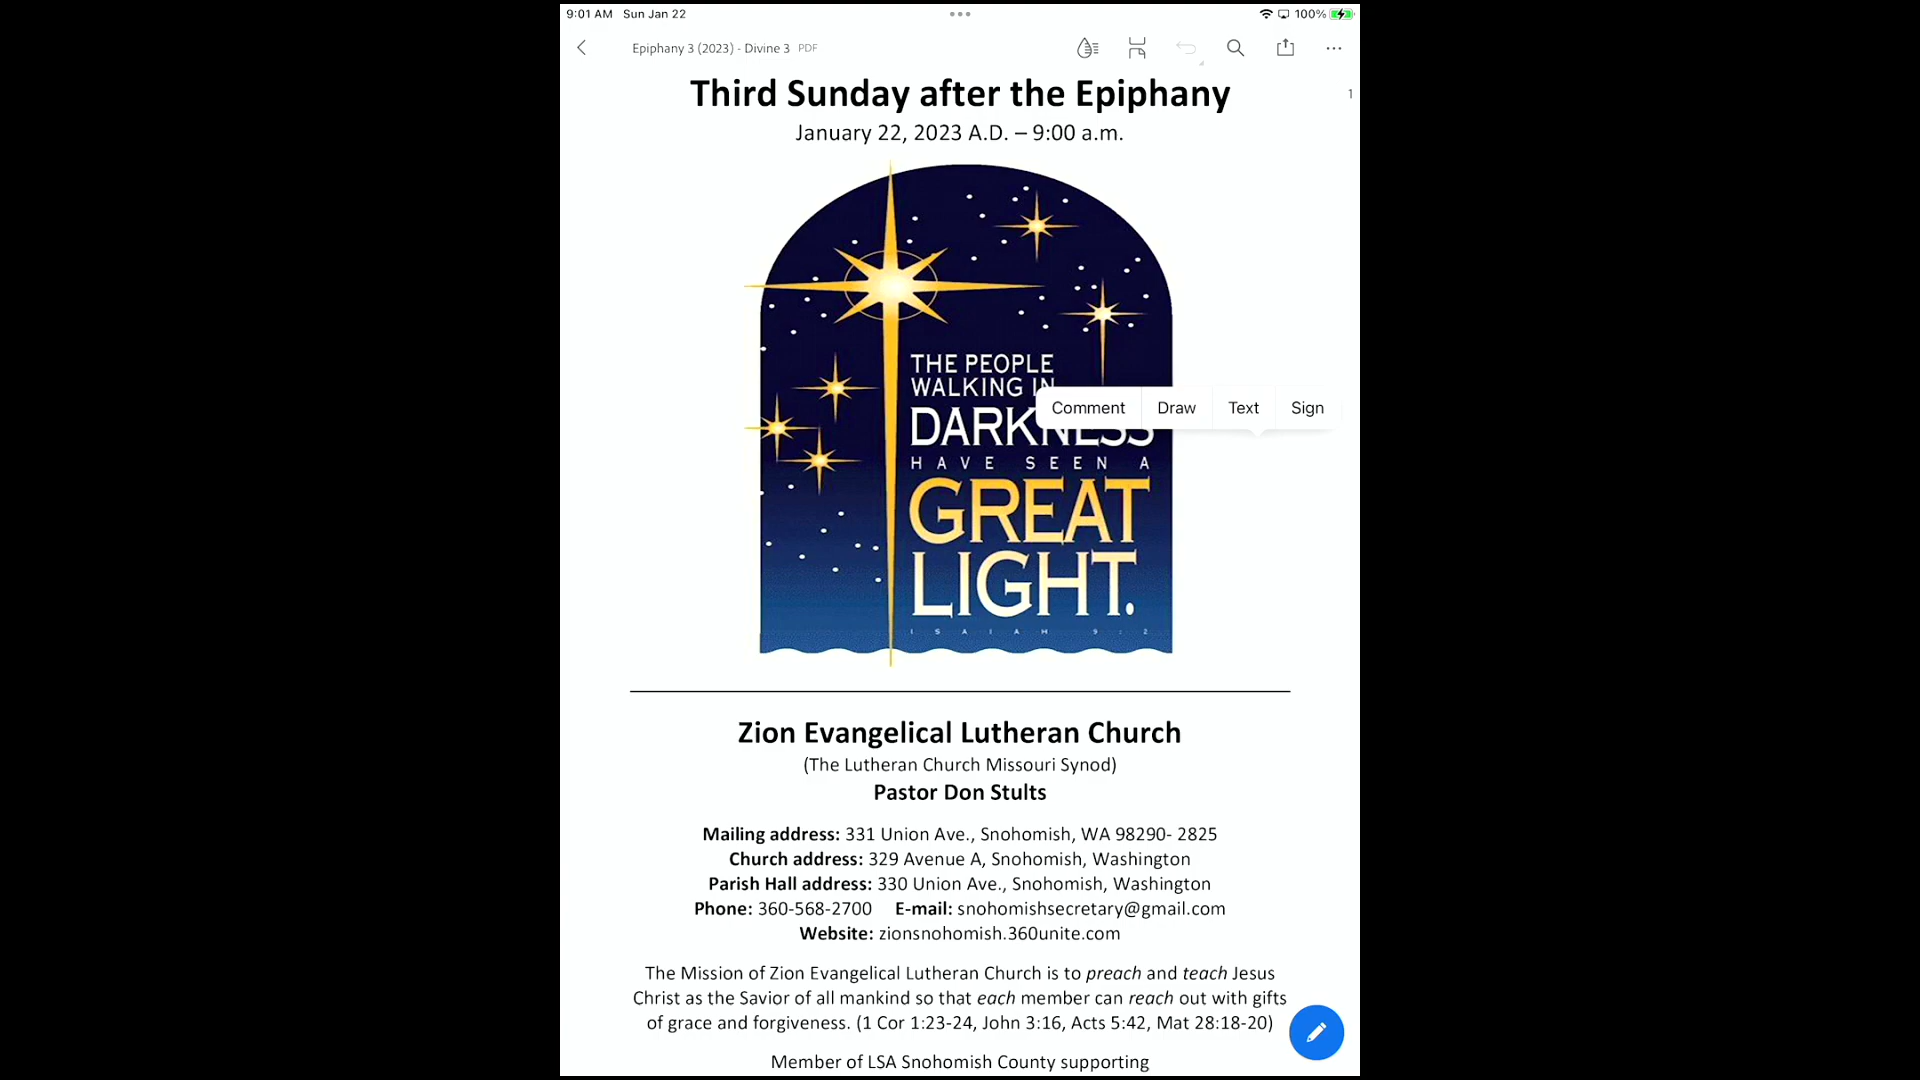 9:01 AM Sun Jan 22
100%
Epiphany 3 (2023) - Divine 3 PDF
Third Sunday after the Epiphany
1
January 22, 2023 A.D. – 9:00 a.m.
THE PEOPLE
WALKING IN
Comment Draw Text Sign
DARKNESS
HAVE SEEN A
GREAT
LIGHT.
ISAIAH 9:2
Zion Evangelical Lutheran Church
(The Lutheran Church Missouri Synod)
Pastor Don Stults
Mailing address: 331 Union Ave., Snohomish, WA 98290- 2825
Church address: 329 Avenue A, Snohomish, Washington
Parish Hall address: 330 Union Ave., Snohomish, Washington
Phone: 360-568-2700 E-mail: snohomishsecretary@gmail.com
Website: zionsnohomish.360unite.com
The Mission of Zion Evangelical Lutheran Church is to preach and teach Jesus
Christ as the Savior of all mankind so that each member can reach out with gifts
of grace and forgiveness. (1 Cor 1:23-24, John 3:16, Acts 5:42, Mat 28:18-20)
Member of LSA Snohomish County supporting